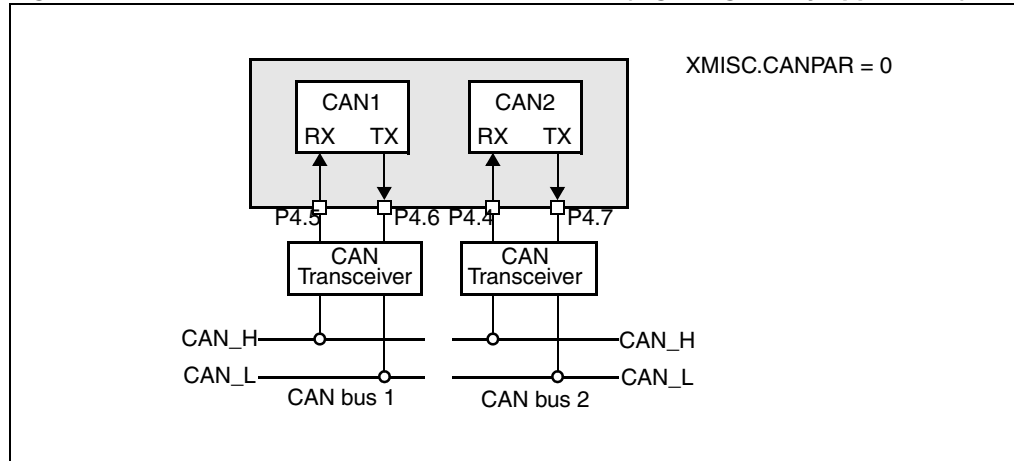 XMISC.CANPAR = 0
CAN1
CAN2
RX TX
RX TX
P4.5
P4.6
P4.4
P4.7
CAN
Transceiver
CAN
Transceiver
CAN_H
CAN_H
CAN_L
CAN_L
CAN bus 1
CAN bus 2